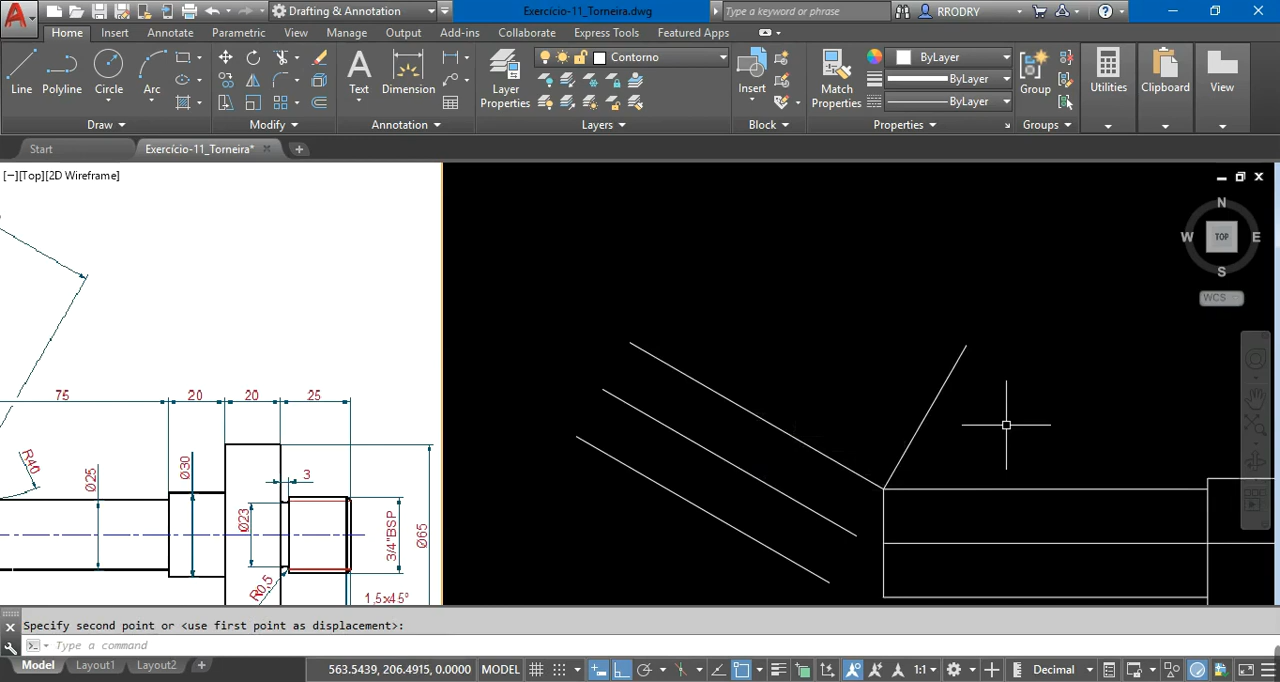 Drafting & Annotation
Exercício-11_Torneira.dwg
Type a keyword or phrase
RRODRY
Home Insert Annotate Parametric View Manage Output Add-ins Collaborate Express Tools Featured Apps
Line Polyline Circle Arc
Draw
Modify
Text Dimension
Annotation
Layer Properties
Contorno
Layers
Insert
Block
Match Properties
ByLayer
ByLayer
ByLayer
Properties
Group
Groups
Utilities
Clipboard
View
Start
Exercício-11_Torneira*
[−][Top][2D Wireframe]
N
W TOP E
S
WCS
75 20 20 25
R40
Ø25
Ø30
3
Ø23
3/4"BSP
Ø65
R0,5
1,5x45°
Specify second point or <use first point as displacement>:
Type a command
Model Layout1 Layout2
563.5439, 206.4915, 0.0000 MODEL
1:1
Decimal